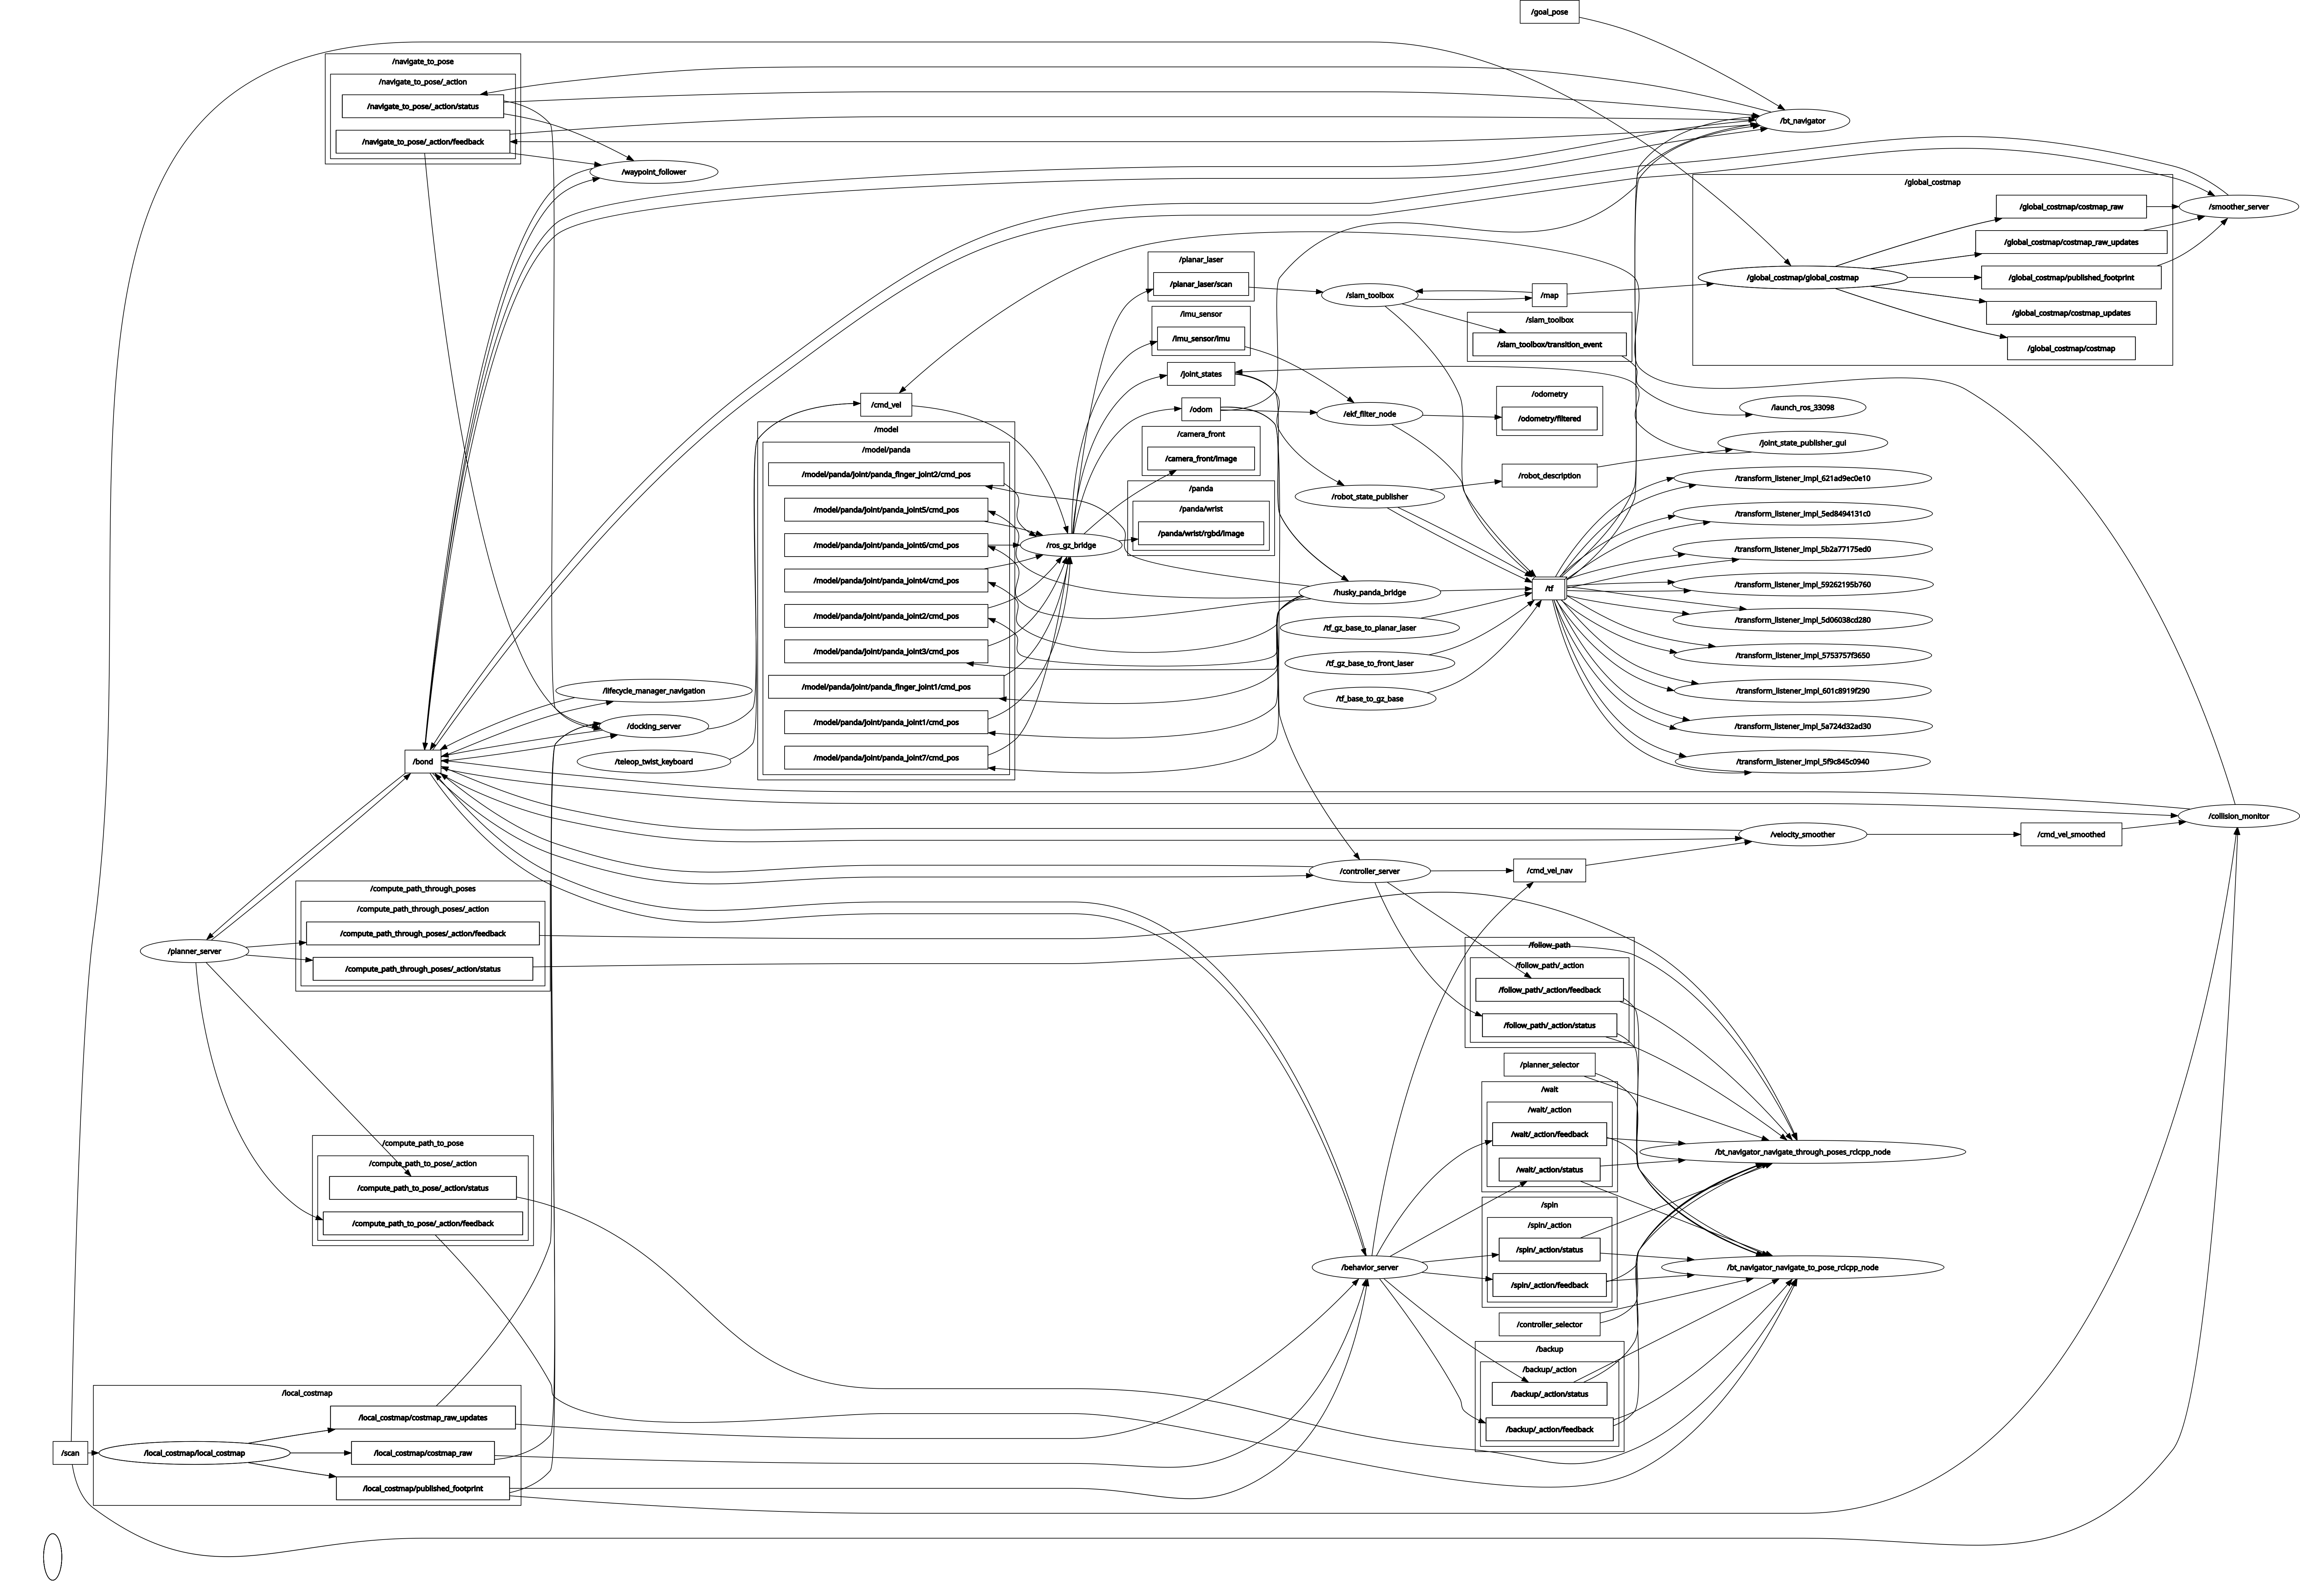 /goal_pose
/navigate_to_pose
/navigate_to_pose/_action
/navigate_to_pose/_action/status
/navigate_to_pose/_action/feedback
/waypoint_follower
/bt_navigator
/global_costmap
/global_costmap/costmap_raw
/global_costmap/costmap_raw_updates
/global_costmap/global_costmap
/global_costmap/published_footprint
/global_costmap/costmap_updates
/global_costmap/costmap
/smoother_server
/planar_laser
/planar_laser/scan
/slam_toolbox
/map
/imu_sensor
/imu_sensor/imu
/slam_toolbox
/slam_toolbox/transition_event
/joint_states
/cmd_vel
/odom
/ekf_filter_node
/odometry
/odometry/filtered
/launch_ros_33098
/joint_state_publisher_gui
/camera_front
/camera_front/image
/model
/model/panda
/model/panda/joint/panda_finger_joint2/cmd_pos
/model/panda/joint/panda_joint5/cmd_pos
/model/panda/joint/panda_joint6/cmd_pos
/model/panda/joint/panda_joint4/cmd_pos
/model/panda/joint/panda_joint2/cmd_pos
/model/panda/joint/panda_joint3/cmd_pos
/model/panda/joint/panda_finger_joint1/cmd_pos
/model/panda/joint/panda_joint1/cmd_pos
/model/panda/joint/panda_joint7/cmd_pos
/ros_gz_bridge
/panda
/panda/wrist
/panda/wrist/rgbd/image
/robot_state_publisher
/robot_description
/husky_panda_bridge
/tf_gz_base_to_planar_laser
/tf_gz_base_to_front_laser
/tf_base_to_gz_base
/tf
/transform_listener_impl_621ad9ec0e10
/transform_listener_impl_5ed8494131c0
/transform_listener_impl_5b2a77175ed0
/transform_listener_impl_59262195b760
/transform_listener_impl_5d06038cd280
/transform_listener_impl_5753757f3650
/transform_listener_impl_601c8919f290
/transform_listener_impl_5a724d32ad30
/transform_listener_impl_5f9c845c0940
/lifecycle_manager_navigation
/docking_server
/teleop_twist_keyboard
/bond
/collision_monitor
/velocity_smoother
/cmd_vel_smoothed
/controller_server
/cmd_vel_nav
/compute_path_through_poses
/compute_path_through_poses/_action
/compute_path_through_poses/_action/feedback
/compute_path_through_poses/_action/status
/planner_server
/follow_path
/follow_path/_action
/follow_path/_action/feedback
/follow_path/_action/status
/planner_selector
/wait
/wait/_action
/wait/_action/feedback
/wait/_action/status
/bt_navigator_navigate_through_poses_rclcpp_node
/compute_path_to_pose
/compute_path_to_pose/_action
/compute_path_to_pose/_action/status
/compute_path_to_pose/_action/feedback
/spin
/spin/_action
/spin/_action/status
/spin/_action/feedback
/behavior_server
/bt_navigator_navigate_to_pose_rclcpp_node
/controller_selector
/backup
/backup/_action
/backup/_action/status
/backup/_action/feedback
/local_costmap
/local_costmap/costmap_raw_updates
/scan
/local_costmap/local_costmap
/local_costmap/costmap_raw
/local_costmap/published_footprint